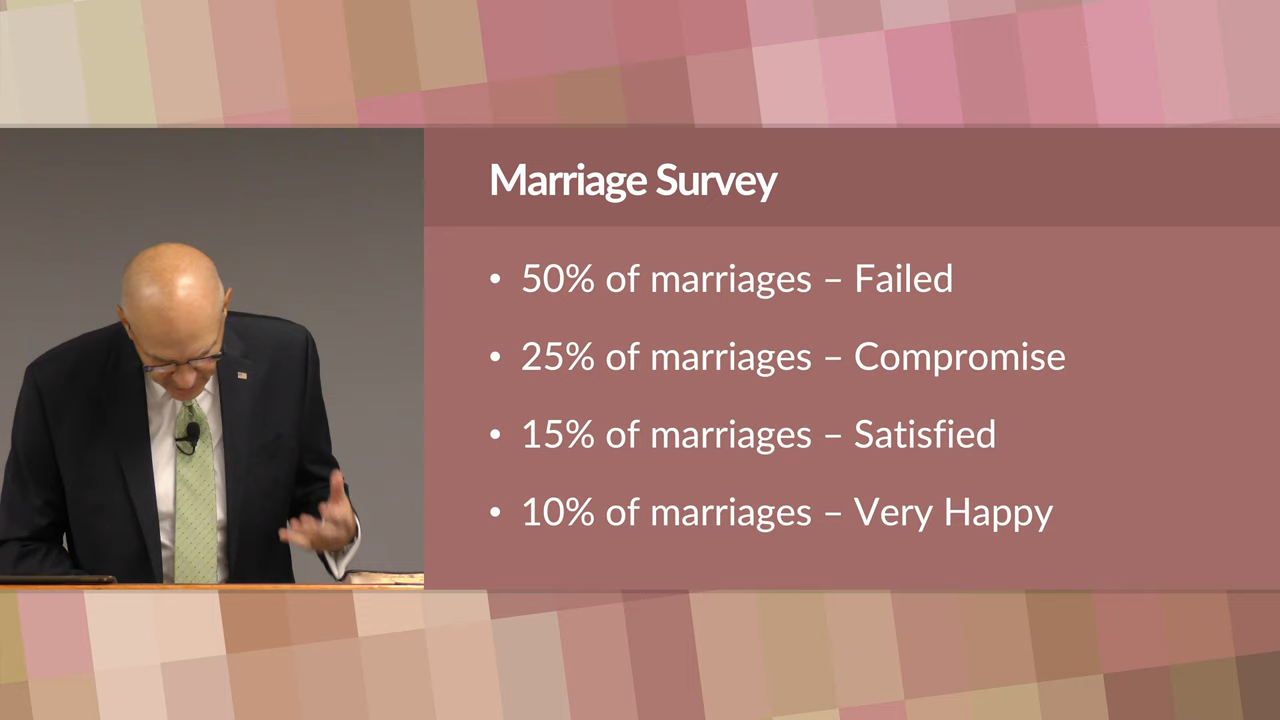 Marriage Survey
• 50% of marriages – Failed
• 25% of marriages – Compromise
• 15% of marriages – Satisfied
• 10% of marriages – Very Happy